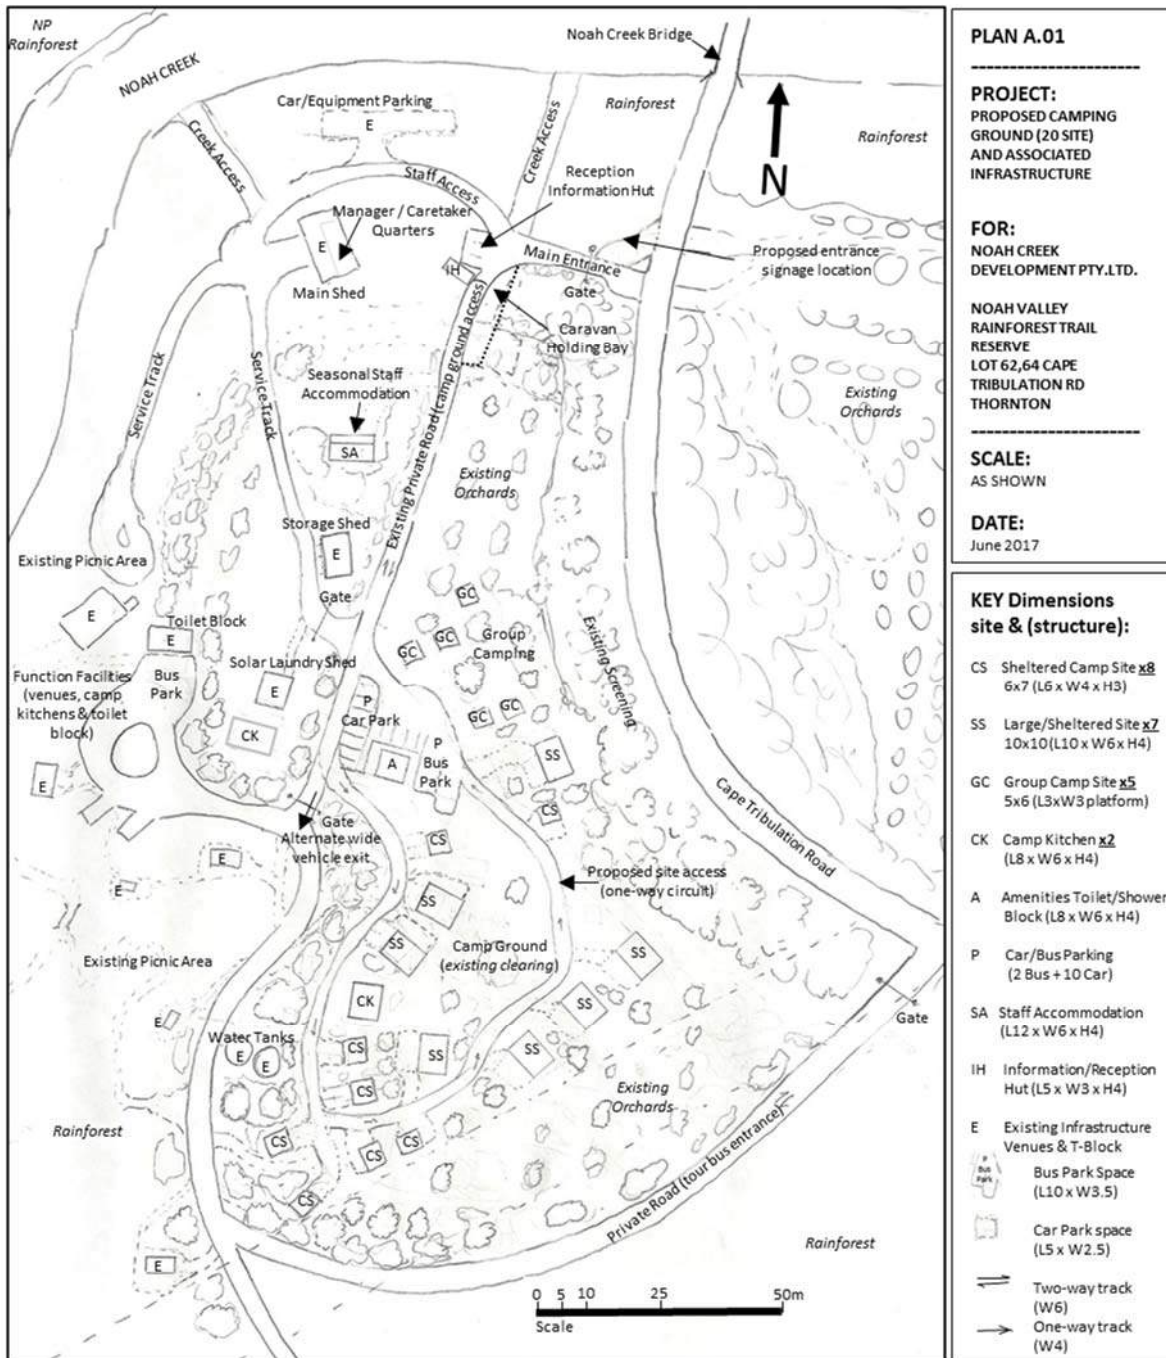 NP
Rainforest
NOAH CREEK
Noah Creek Bridge
Car/Equipment Parking
E
Creek Access
Creek Access
Rainforest
Rainforest
N
Staff Access
Reception
Information Hut
Manager / Caretaker
Quarters
E
Main Shed
IH
Main Entrance
Proposed entrance
signage location
Gate
Caravan
Holding Bay
Seasonal Staff
Accommodation
SA
Service Track
Service Track
Existing Private Road (camp ground access)
Existing
Orchards
Existing
Orchards
Storage Shed
E
Gate
Existing Picnic Area
E
Toilet Block
E
Solar Laundry Shed
E
Function Facilities
(venues, camp
kitchens & toilet
block)
Bus
Park
CK
GC
GC
GC
Group
Camping
GC
GC
Existing Screening
P
Car Park
A
P
Bus
Park
SS
CS
E
Gate
Alternate wide
vehicle exit
CS
E
E
Proposed site access
(one-way circuit)
Cape Tribulation Road
SS
SS
Camp Ground
(existing clearing)
SS
Existing Picnic Area
CK
SS
E
Water Tanks
E
E
CS
SS
SS
Gate
CS
Existing
Orchards
Rainforest
CS
CS
CS
CS
Private Road (tour bus entrance)
E
Rainforest
0 5 10 25 50m
Scale
PLAN A.01
PROJECT:
PROPOSED CAMPING
GROUND (20 SITE)
AND ASSOCIATED
INFRASTRUCTURE
FOR:
NOAH CREEK
DEVELOPMENT PTY.LTD.
NOAH VALLEY
RAINFOREST TRAIL
RESERVE
LOT 62,64 CAPE
TRIBULATION RD
THORNTON
SCALE:
AS SHOWN
DATE:
June 2017
KEY Dimensions
site & (structure):
CS Sheltered Camp Site x8
6x7 (L6 x W4 x H3)
SS Large/Sheltered Site x7
10x10 (L10 x W6 x H4)
GC Group Camp Site x5
5x6 (L3xW3 platform)
CK Camp Kitchen x2
(L8 x W6 x H4)
A Amenities Toilet/Shower
Block (L8 x W6 x H4)
P Car/Bus Parking
(2 Bus + 10 Car)
SA Staff Accommodation
(L12 x W6 x H4)
IH Information/Reception
Hut (L5 x W3 x H4)
E Existing Infrastructure
Venues & T-Block
P
Bus
Park
Bus Park Space
(L10 x W3.5)
Car Park space
(L5 x W2.5)
Two-way track
(W6)
One-way track
(W4)